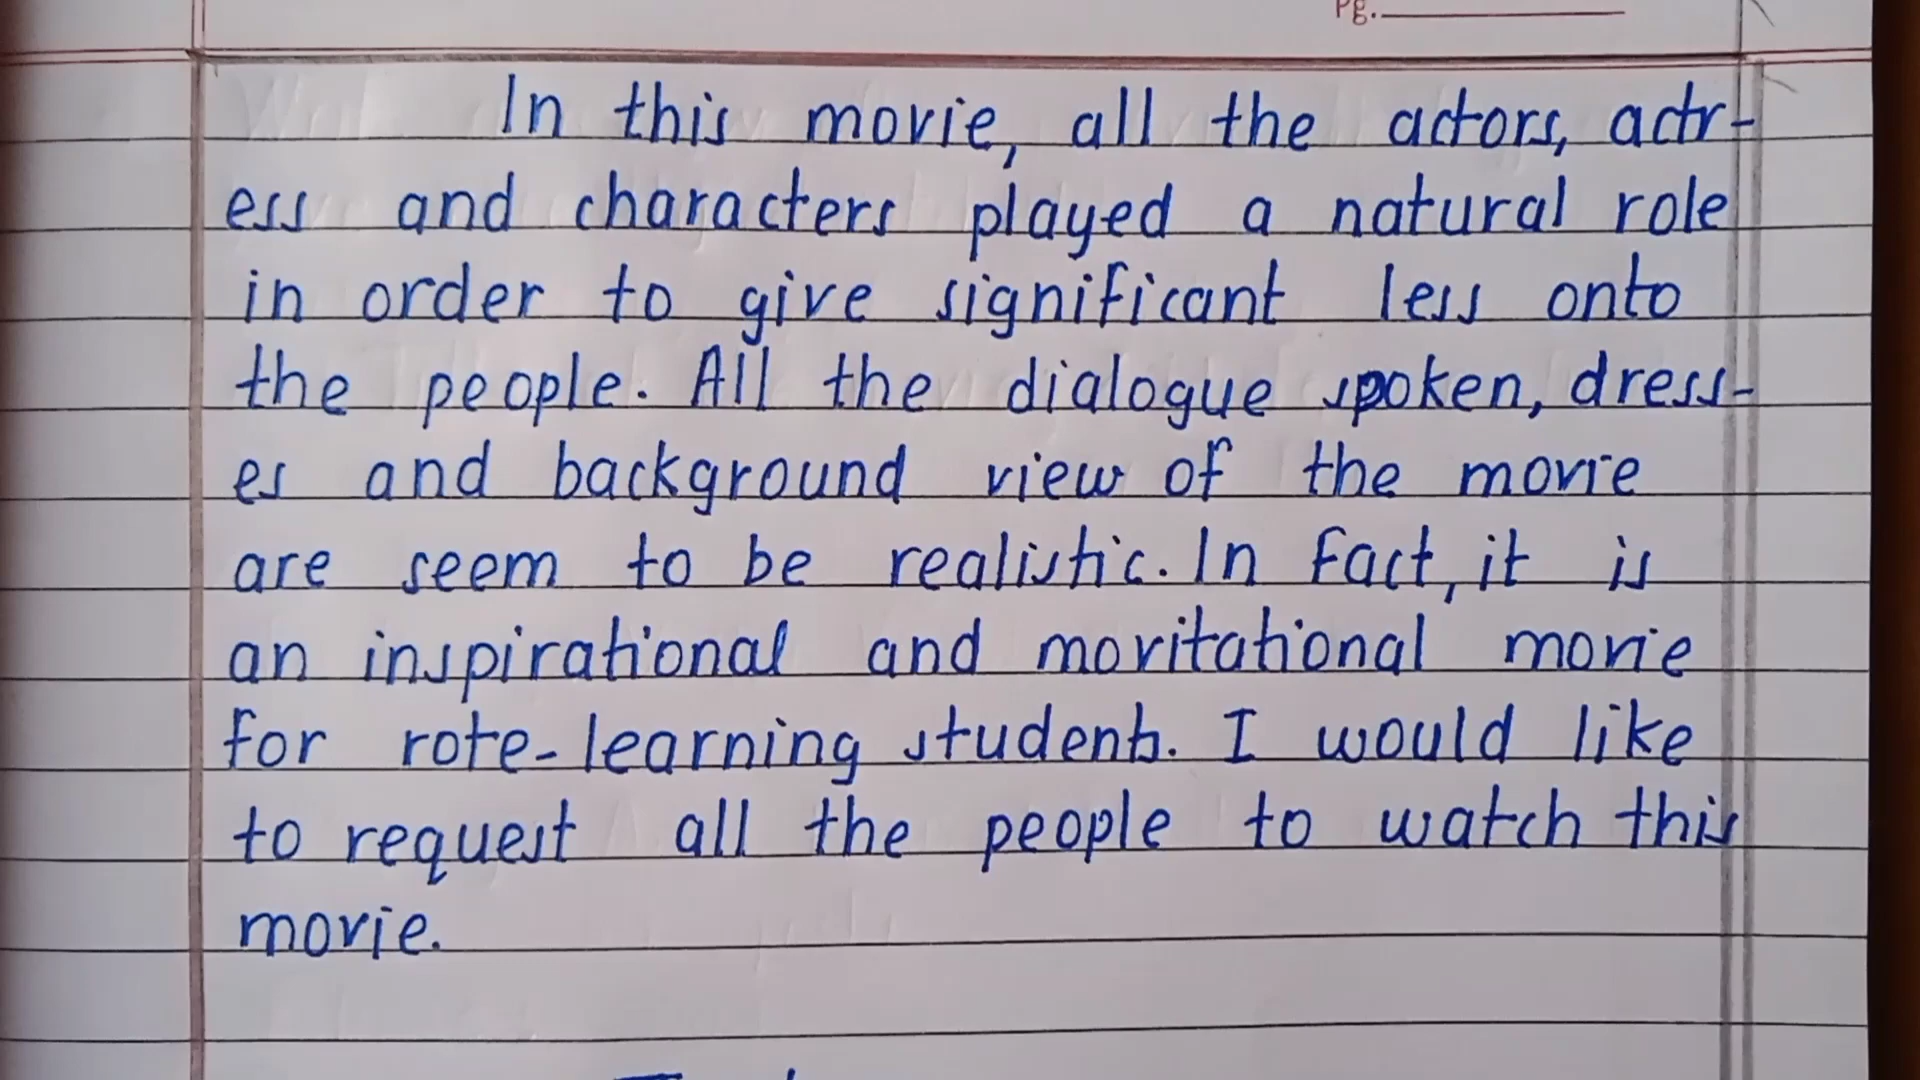 Pg.
In this movie, all the actors, actr-
ess and characters played a natural role
in order to give significant less onto
the people. All the dialogue spoken, dress-
es and background view of the movie
are seem to be realistic. In fact, it is
an inspirational and movitational movie
for rote-learning students. I would like
to request all the people to watch this
movie.